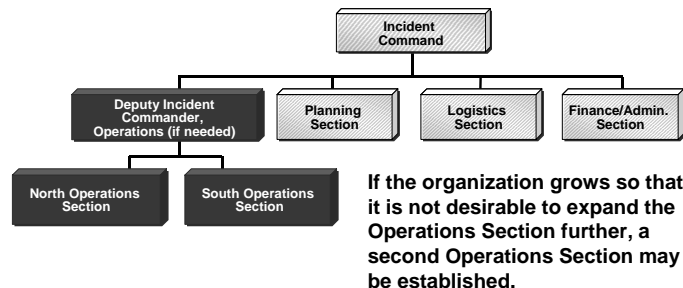 Incident
Command
Deputy Incident
Commander,
Operations (if needed)
Planning
Section
Logistics
Section
Finance/Admin.
Section
North Operations
Section
South Operations
Section
If the organization grows so that
it is not desirable to expand the
Operations Section further, a
second Operations Section may
be established.